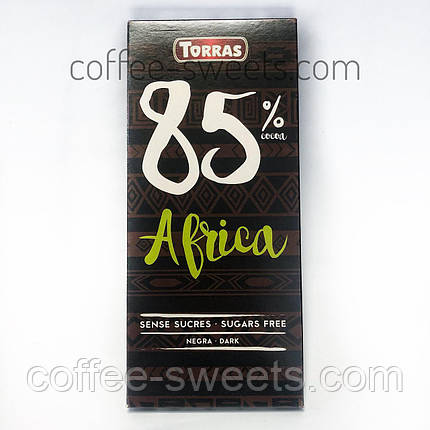 TORRAS
coffee-sweets.com
85%
cocoa
Africa
SENSE SUCRES · SUGARS FREE
NEGRA · DARK
coffee-sweets.com